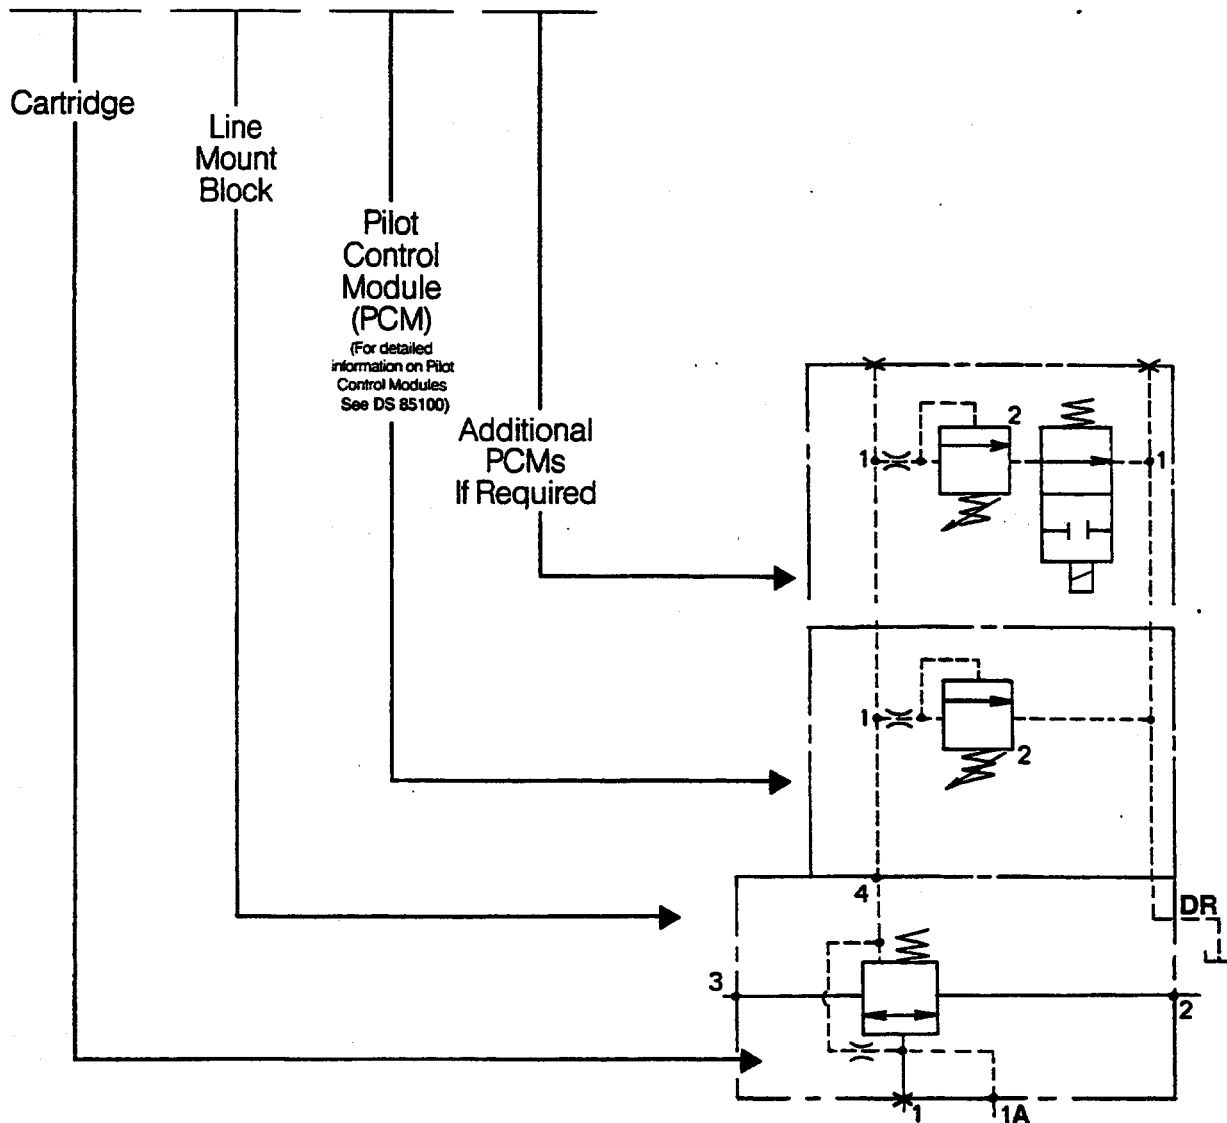 Cartridge
Line
Mount
Block
Pilot
Control
Module
(PCM)
(For detailed
information on Pilot
Control Modules
See DS 85100)
Additional
PCMs
If Required
2
1
1
1
2
4
DR
3
2
1
1A